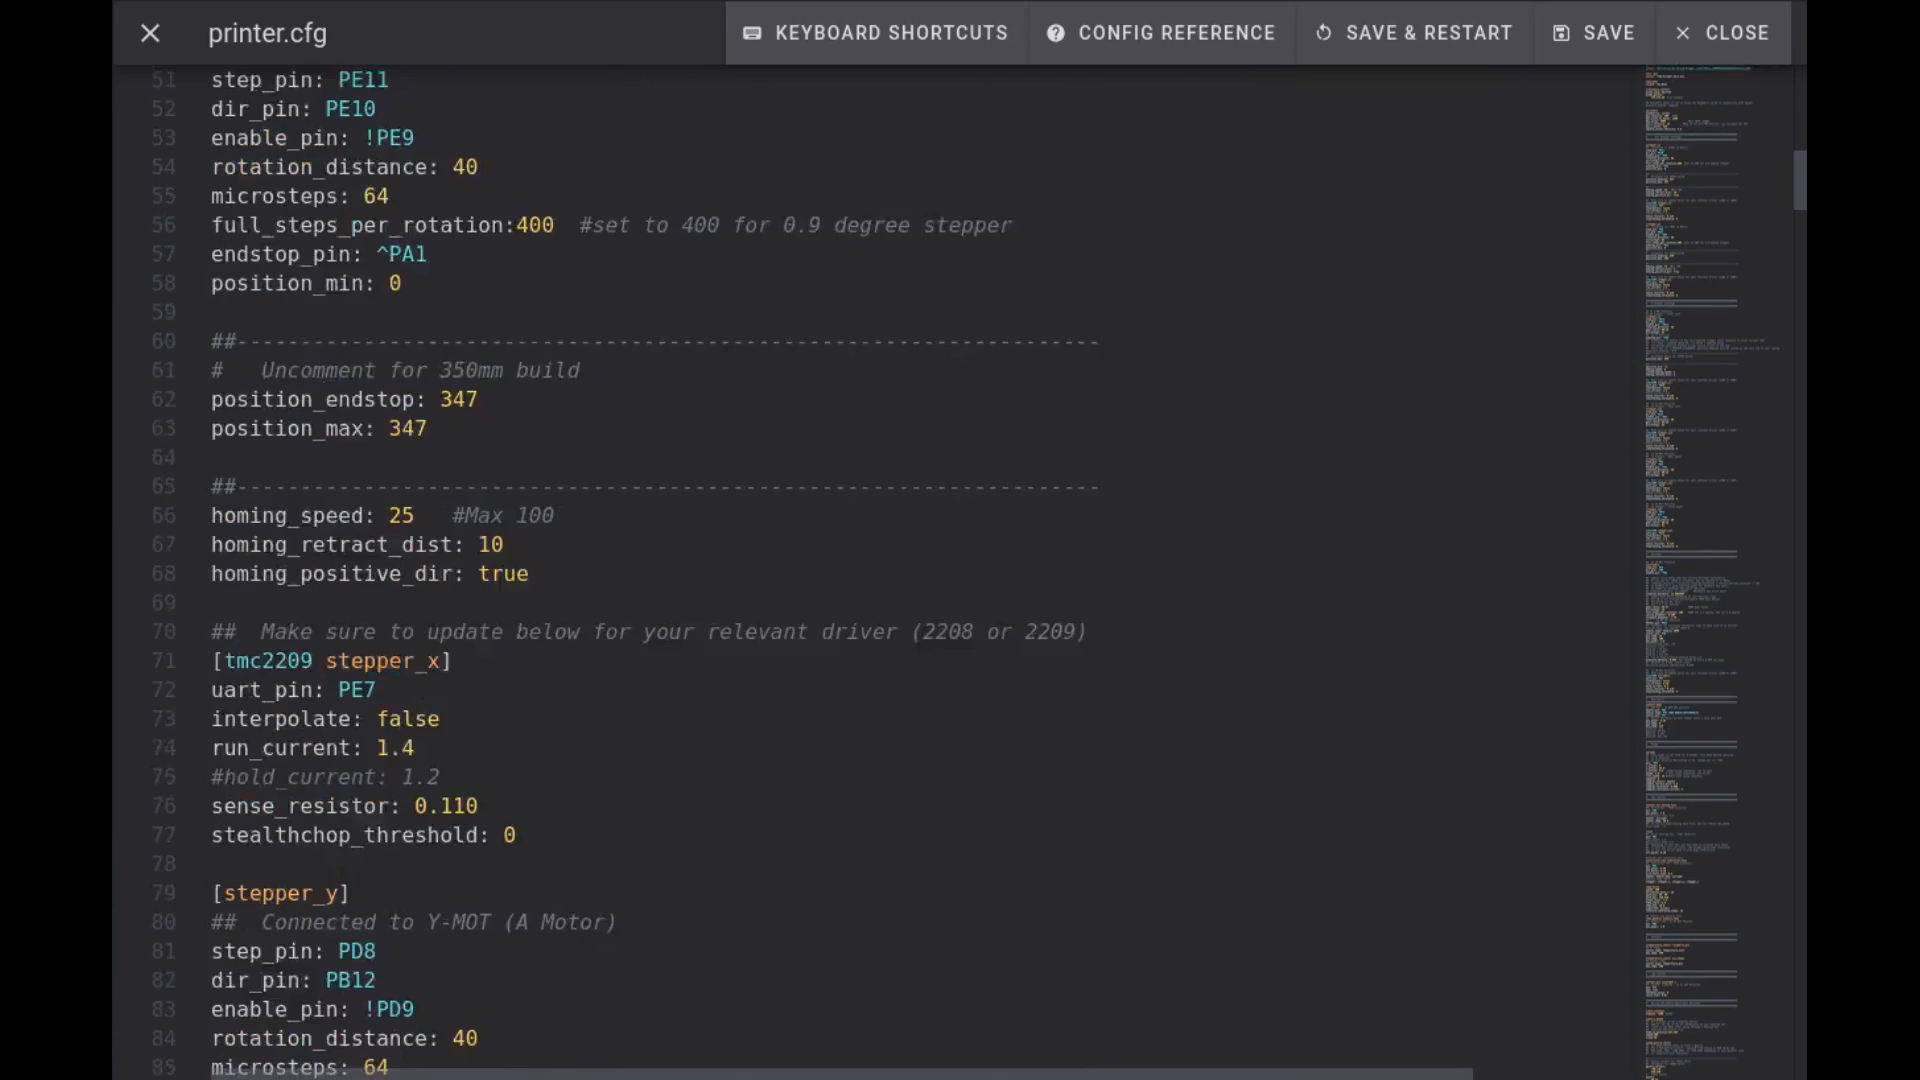 printer.cfg
KEYBOARD SHORTCUTS
CONFIG REFERENCE
SAVE & RESTART
SAVE
CLOSE
51 step_pin: PE11
52 dir_pin: PE10
53 enable_pin: !PE9
54 rotation_distance: 40
55 microsteps: 64
56 full_steps_per_rotation:400  #set to 400 for 0.9 degree stepper
57 endstop_pin: ^PA1
58 position_min: 0
59
60 ##--------------------------------------------------------------------
61 #   Uncomment for 350mm build
62 position_endstop: 347
63 position_max: 347
64
65 ##--------------------------------------------------------------------
66 homing_speed: 25   #Max 100
67 homing_retract_dist: 10
68 homing_positive_dir: true
69
70 ##  Make sure to update below for your relevant driver (2208 or 2209)
71 [tmc2209 stepper_x]
72 uart_pin: PE7
73 interpolate: false
74 run_current: 1.4
75 #hold_current: 1.2
76 sense_resistor: 0.110
77 stealthchop_threshold: 0
78
79 [stepper_y]
80 ##  Connected to Y-MOT (A Motor)
81 step_pin: PD8
82 dir_pin: PB12
83 enable_pin: !PD9
84 rotation_distance: 40
85 microsteps: 64